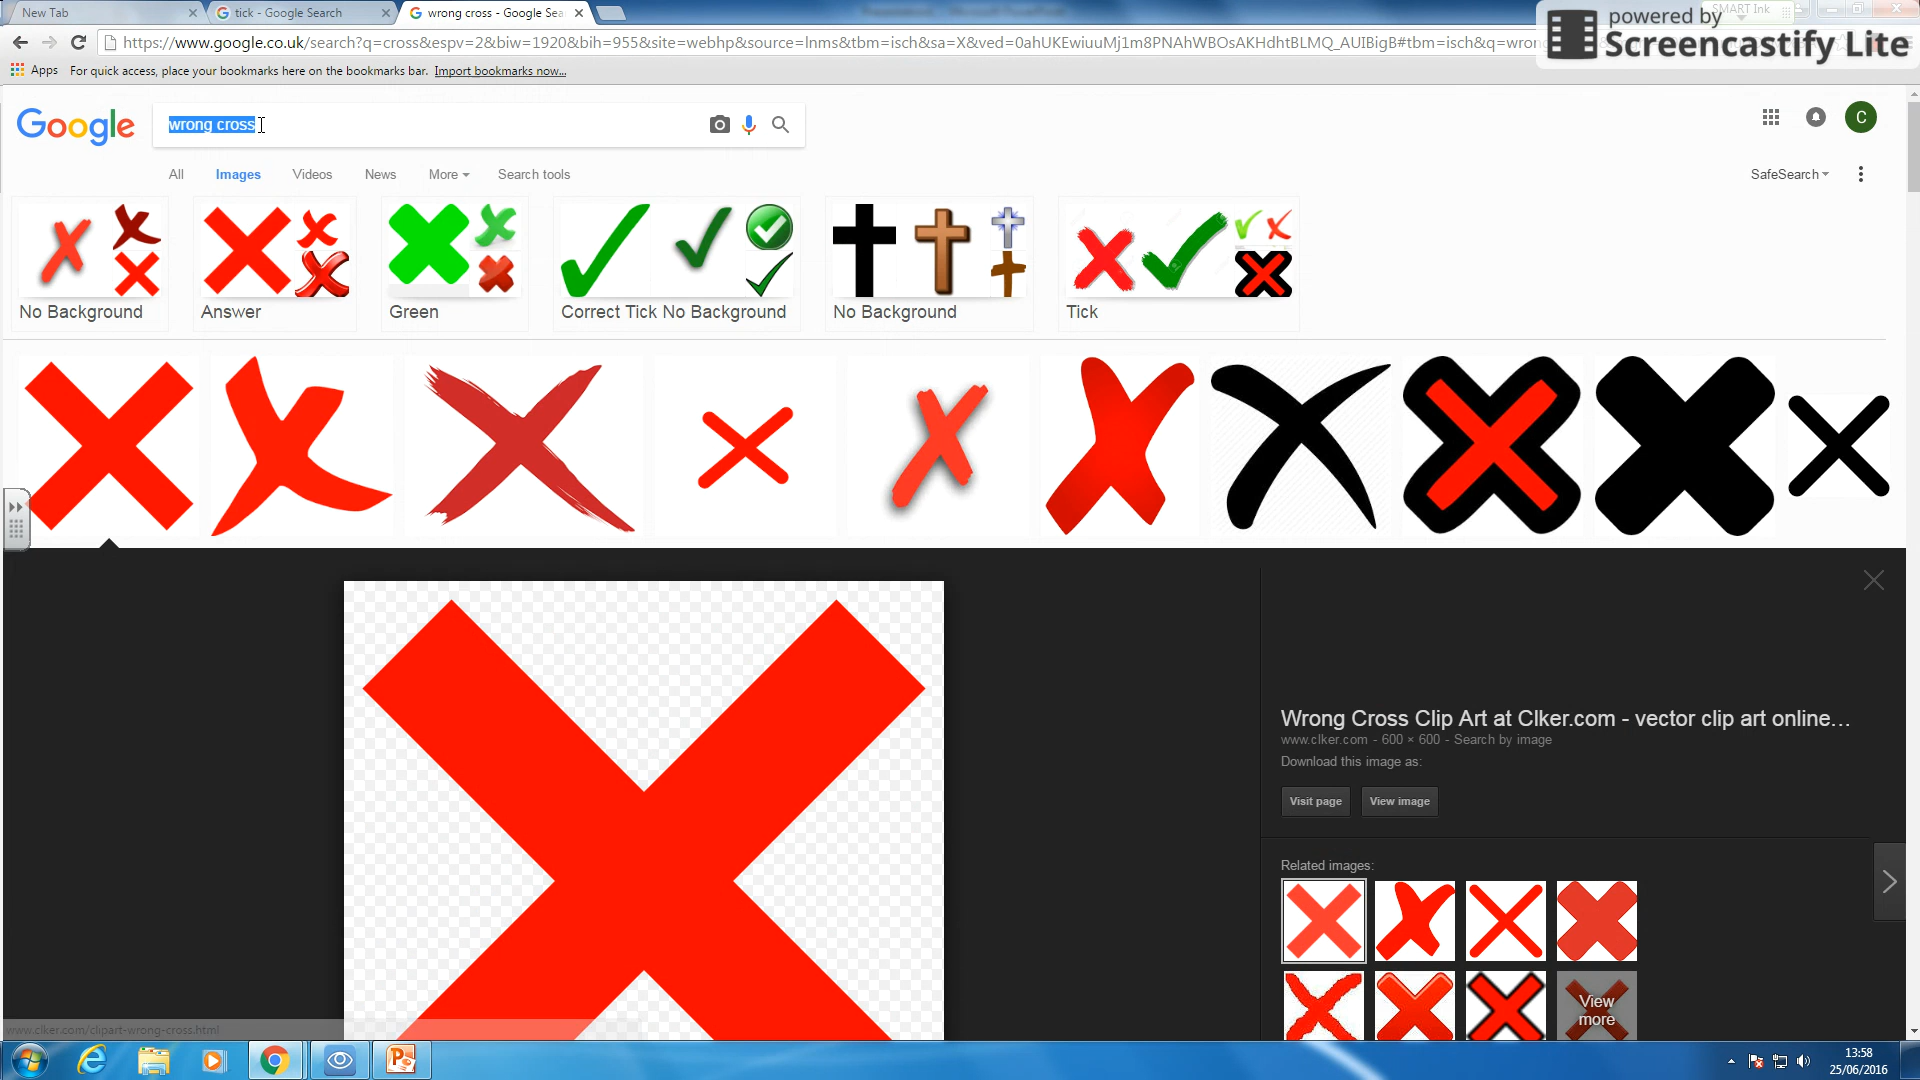 New Tab
tick - Google Search
wrong cross - Google Sea
SMART Ink
powered by
Screencastify Lite
https://www.google.co.uk/search?q=cross&espv=2&biw=1920&bih=955&site=webhp&source=lnms&tbm=isch&sa=X&ved=0ahUKEwiuuMj1m8PNAhWBOsAKHdhtBLMQ_AUIBigB#tbm=isch&q=wron
Apps
For quick access, place your bookmarks here on the bookmarks bar. Import bookmarks now...
Google
wrong cross
C
All
Images
Videos
News
More
Search tools
SafeSearch
No Background
Answer
Green
Correct Tick No Background
No Background
Tick
Wrong Cross Clip Art at Clker.com - vector clip art online...
www.clker.com - 600 × 600 - Search by image
Download this image as:
Visit page
View image
Related images:
View
more
www.clker.com/clipart-wrong-cross.html
13:58
25/06/2016